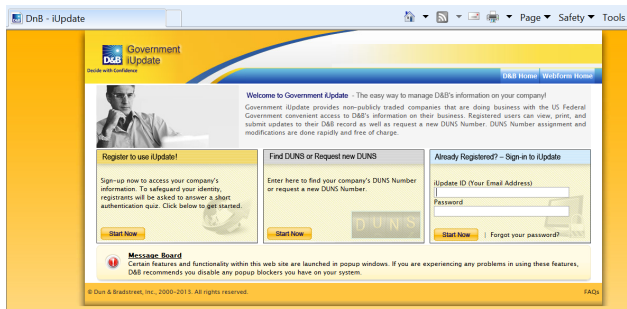 DnB - iUpdate
Page Safety Tools
Government
iUpdate
D&B
Decide with Confidence
D&B Home Webform Home
Welcome to Government iUpdate - The easy way to manage D&B's information on your company!
Government iUpdate provides non-publicly traded companies that are doing business with the US Federal
Government convenient access to D&B's information on their business. Registered users can view, print, and
submit updates to their D&B record as well as request a new DUNS Number. DUNS Number assignment and
modifications are done rapidly and free of charge.
Register to use iUpdate!
Sign-up now to access your company's
information. To safeguard your identity,
registrants will be asked to answer a short
authentication quiz. Click below to get started.
Start Now
Find DUNS or Request new DUNS
Enter here to find your company's DUNS Number
or request a new DUNS Number.
DUNS
Start Now
Already Registered? – Sign-in to iUpdate
iUpdate ID (Your Email Address)
Password
Start Now | Forgot your password?
Message Board
Certain features and functionality within this web site are launched in popup windows. If you are experiencing any problems in using these features,
D&B recommends you disable any popup blockers you have on your system.
© Dun & Bradstreet, Inc., 2000-2013. All rights reserved. FAQs